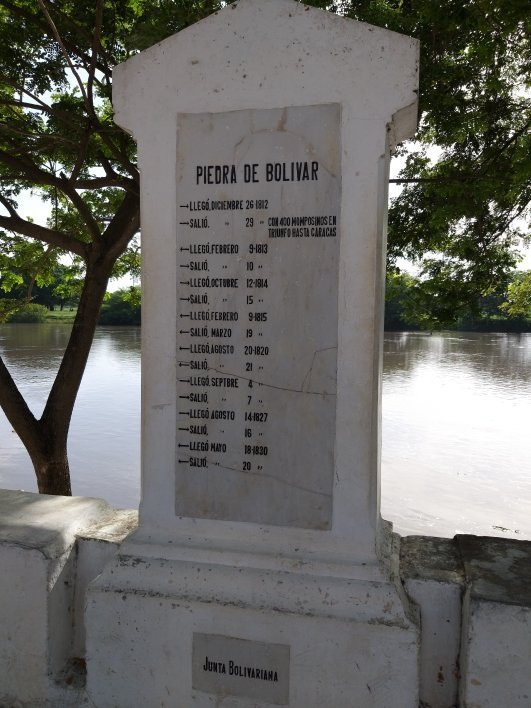 PIEDRA DE BOLIVAR
LLEGÓ, DICIEMBRE 26-1812
SALIÓ, " 29 " CON 400 MOMPOSINOS EN
TRIUNFO HASTA CARACAS
LLEGÓ, FEBRERO 9-1813
SALIÓ, " 10 "
LLEGÓ, OCTUBRE 12-1814
SALIÓ, " 15 "
LLEGÓ, FEBRERO 9-1815
SALIÓ, MARZO 19 "
LLEGÓ, AGOSTO 20-1820
SALIÓ, " 21 "
LLEGÓ, SEPTBRE 4 "
SALIÓ, " 7 "
LLEGÓ AGOSTO 14-1827
SALIÓ, " 16 "
LLEGÓ MAYO 18-1830
SALIÓ, " 20 "
JUNTA BOLIVARIANA